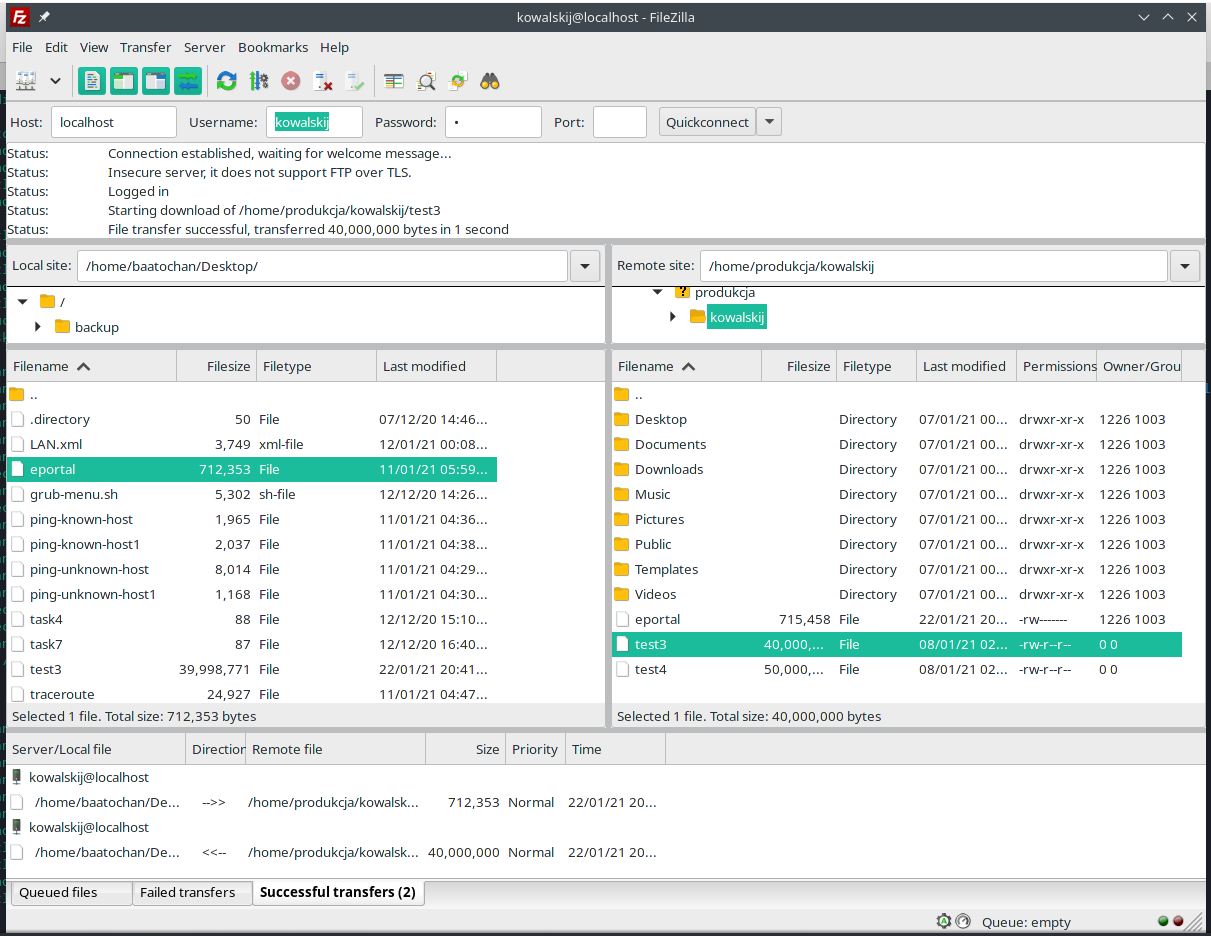 kowalskij@localhost - FileZilla
File Edit View Transfer Server Bookmarks Help
Host: localhost Username: kowalskij Password: • Port: Quickconnect
Status: Connection established, waiting for welcome message...
Status: Insecure server, it does not support FTP over TLS.
Status: Logged in
Status: Starting download of /home/produkcja/kowalskij/test3
Status: File transfer successful, transferred 40,000,000 bytes in 1 second
Local site: /home/baatochan/Desktop/
/
backup
Filename Filesize Filetype Last modified
..
.directory 50 File 07/12/20 14:46...
LAN.xml 3,749 xml-file 12/01/21 00:08...
eportal 712,353 File 11/01/21 05:59...
grub-menu.sh 5,302 sh-file 12/12/20 14:26...
ping-known-host 1,965 File 11/01/21 04:36...
ping-known-host1 2,037 File 11/01/21 04:38...
ping-unknown-host 8,014 File 11/01/21 04:29...
ping-unknown-host1 1,168 File 11/01/21 04:30...
task4 88 File 12/12/20 15:10...
task7 87 File 12/12/20 16:40...
test3 39,998,771 File 22/01/21 20:41...
traceroute 24,927 File 11/01/21 04:47...
Selected 1 file. Total size: 712,353 bytes
Remote site: /home/produkcja/kowalskij
? produkcja
kowalskij
Filename Filesize Filetype Last modified Permissions Owner/Grou
..
Desktop Directory 07/01/21 00... drwxr-xr-x 1226 1003
Documents Directory 07/01/21 00... drwxr-xr-x 1226 1003
Downloads Directory 07/01/21 00... drwxr-xr-x 1226 1003
Music Directory 07/01/21 00... drwxr-xr-x 1226 1003
Pictures Directory 07/01/21 00... drwxr-xr-x 1226 1003
Public Directory 07/01/21 00... drwxr-xr-x 1226 1003
Templates Directory 07/01/21 00... drwxr-xr-x 1226 1003
Videos Directory 07/01/21 00... drwxr-xr-x 1226 1003
eportal 715,458 File 22/01/21 20... -rw------- 1226 1003
test3 40,000,... File 08/01/21 02... -rw-r--r-- 0 0
test4 50,000,... File 08/01/21 02... -rw-r--r-- 0 0
Selected 1 file. Total size: 40,000,000 bytes
Server/Local file Direction Remote file Size Priority Time
kowalskij@localhost
/home/baatochan/De... -->> /home/produkcja/kowalsk... 712,353 Normal 22/01/21 20...
kowalskij@localhost
/home/baatochan/De... <<-- /home/produkcja/kowalsk... 40,000,000 Normal 22/01/21 20...
Queued files Failed transfers Successful transfers (2)
Queue: empty